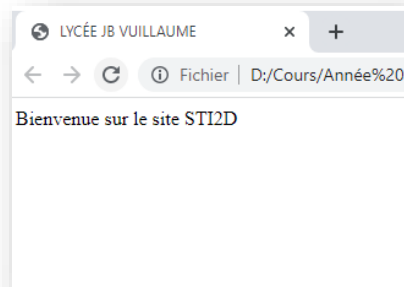 LYCÉE JB VUILLAUME
Fichier | D:/Cours/Année%20
Bienvenue sur le site STI2D